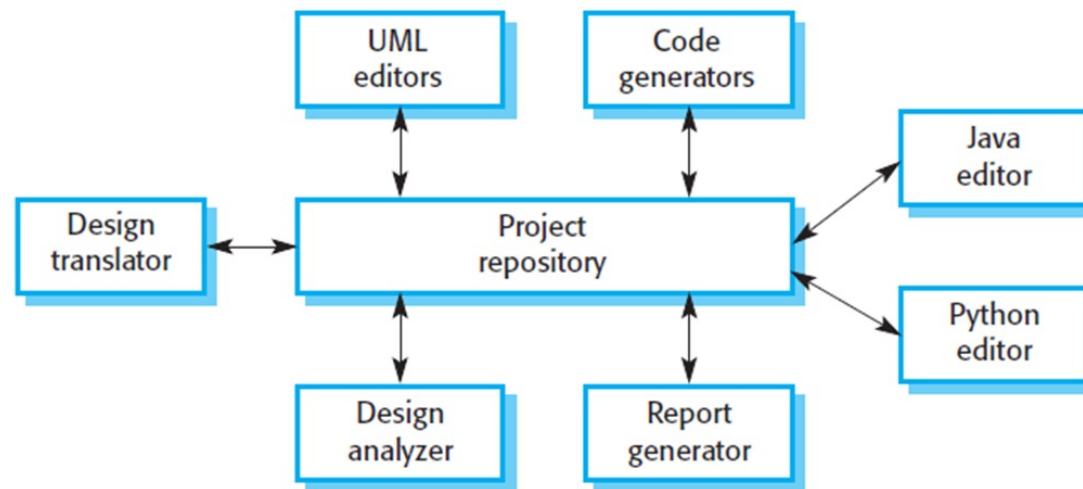 UML
editors
Code
generators
Java
editor
Design
translator
Project
repository
Python
editor
Design
analyzer
Report
generator